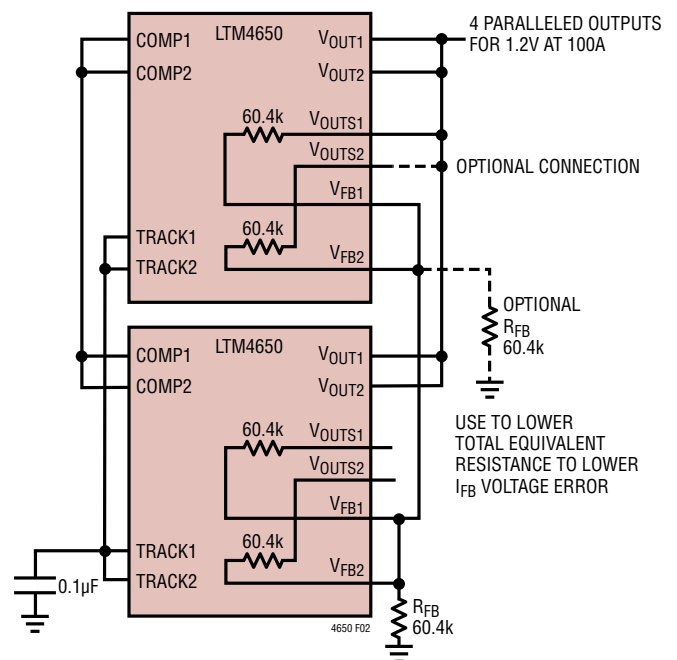 4 PARALLELED OUTPUTS
FOR 1.2V AT 100A
LTM4650
COMP1
COMP2
VOUT1
VOUT2
60.4k
VOUTS1
VOUTS2
OPTIONAL CONNECTION
VFB1
60.4k
VFB2
TRACK1
TRACK2
OPTIONAL
RFB
60.4k
LTM4650
COMP1
COMP2
VOUT1
VOUT2
USE TO LOWER
TOTAL EQUIVALENT
RESISTANCE TO LOWER
IFB VOLTAGE ERROR
60.4k
VOUTS1
VOUTS2
VFB1
60.4k
VFB2
TRACK1
TRACK2
0.1µF
RFB
60.4k
4650 F02